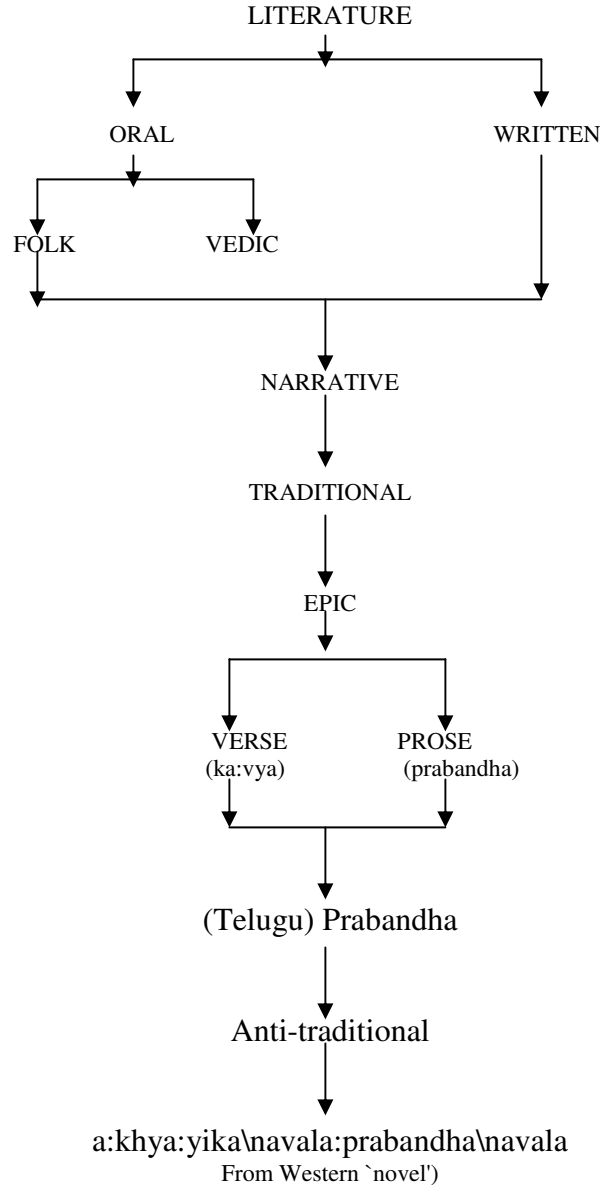 LITERATURE
ORAL WRITTEN
FOLK VEDIC
NARRATIVE
TRADITIONAL
EPIC
VERSE PROSE
(ka:vya) (prabandha)
(Telugu) Prabandha
Anti-traditional
a:khya:yika\navala:prabandha\navala
From Western `novel')